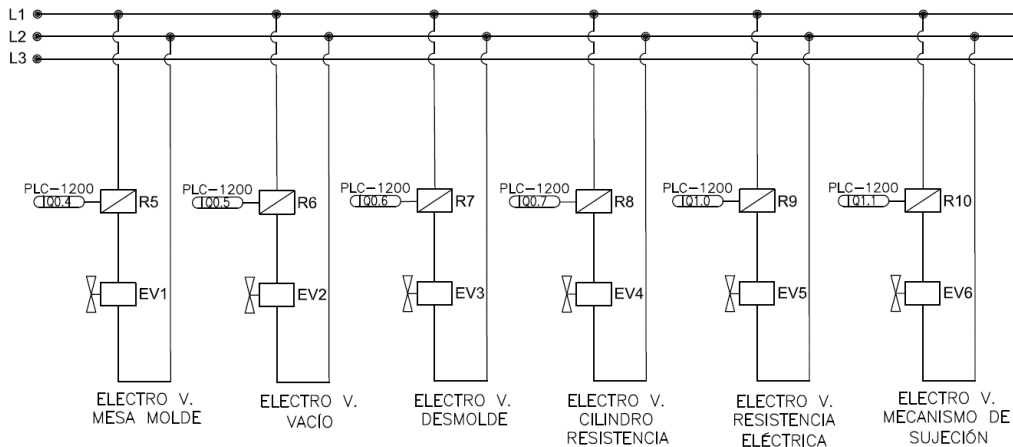 L1
L2
L3
PLC-1200
IQ0.4
R5
PLC-1200
IQ0.5
R6
PLC-1200
IQ0.6
R7
PLC-1200
IQ0.7
R8
PLC-1200
IQ1.0
R9
PLC-1200
IQ1.1
R10
EV1
EV2
EV3
EV4
EV5
EV6
ELECTRO V.
MESA MOLDE
ELECTRO V.
VACÍO
ELECTRO V.
DESMOLDE
ELECTRO V.
CILINDRO
RESISTENCIA
ELECTRO V.
RESISTENCIA
ELÉCTRICA
ELECTRO V.
MECANISMO DE
SUJECIÓN